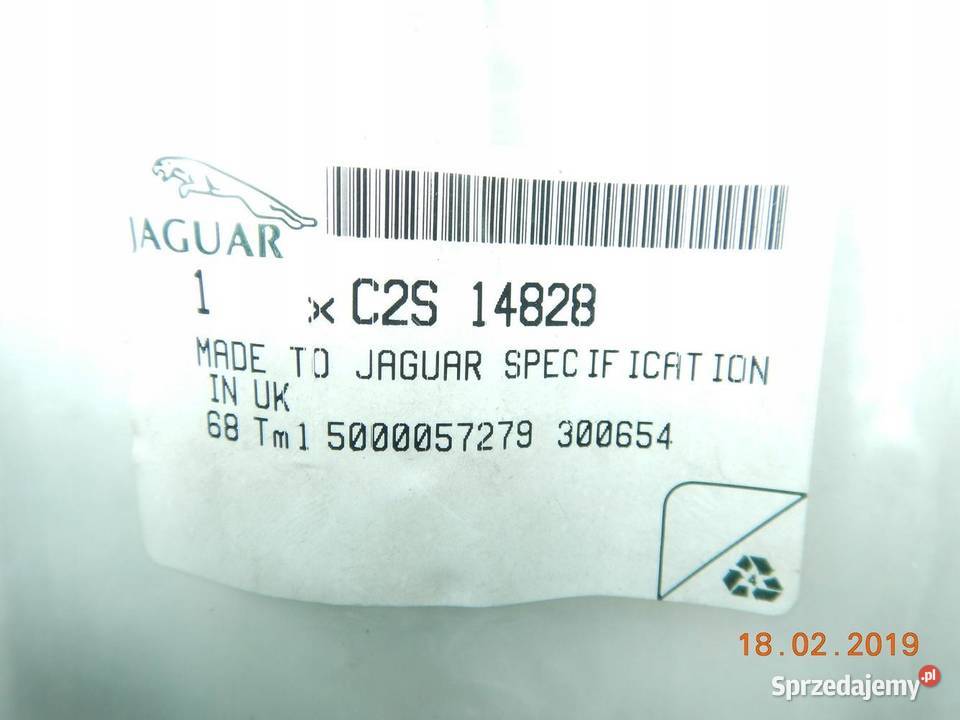 JAGUAR
1 x C2S 14828
MADE TO JAGUAR SPECIFICATION
IN UK
68 Tm1 5000057279 300654
4
18.02.2019
Sprzedajemy.pl